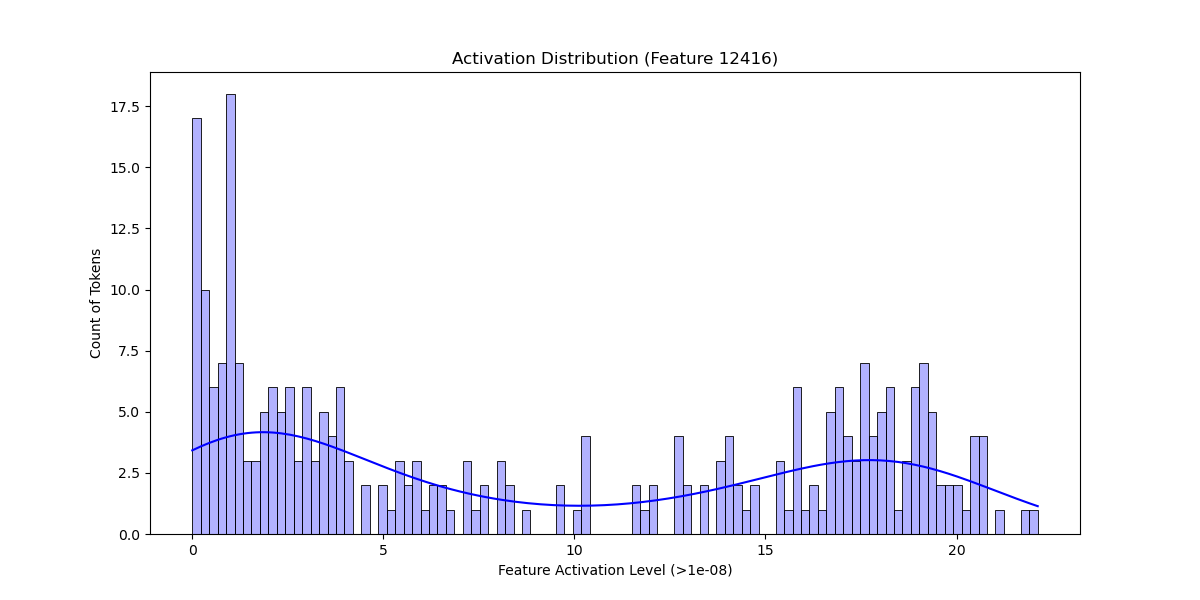 Activation Distribution (Feature 12416)
17.5
15.0
12.5
10.0
7.5
5.0
2.5
0.0
Count of Tokens
0 5 10 15 20
Feature Activation Level (>1e-08)